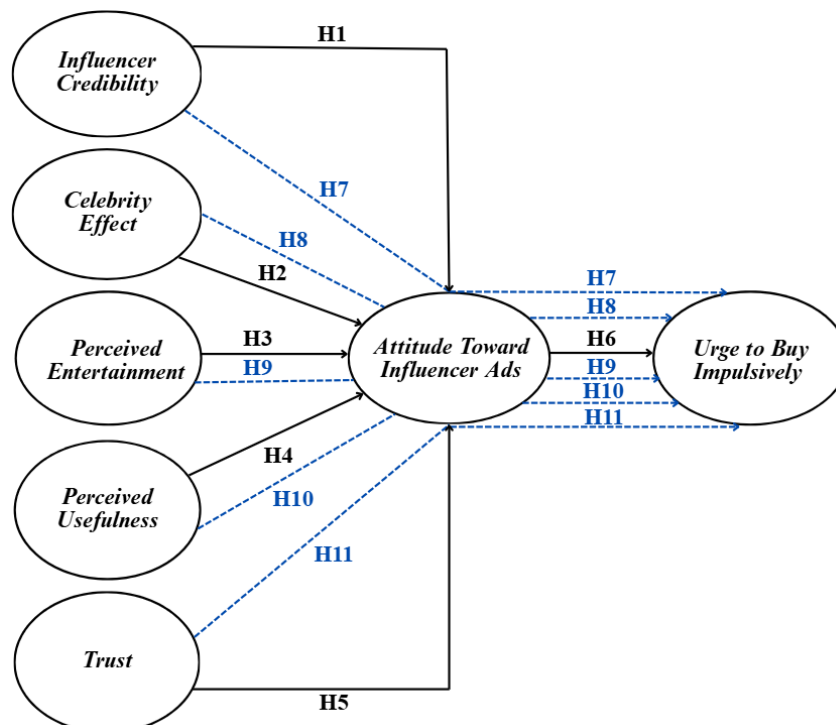 H1
Influencer
Credibility
H7
Celebrity
Effect
H8
H2
H7
H8
Perceived
Entertainment
H3
H9
Attitude Toward
Influencer Ads
H6
H9
H10
H11
Urge to Buy
Impulsively
H4
Perceived
Usefulness
H10
H11
Trust
H5